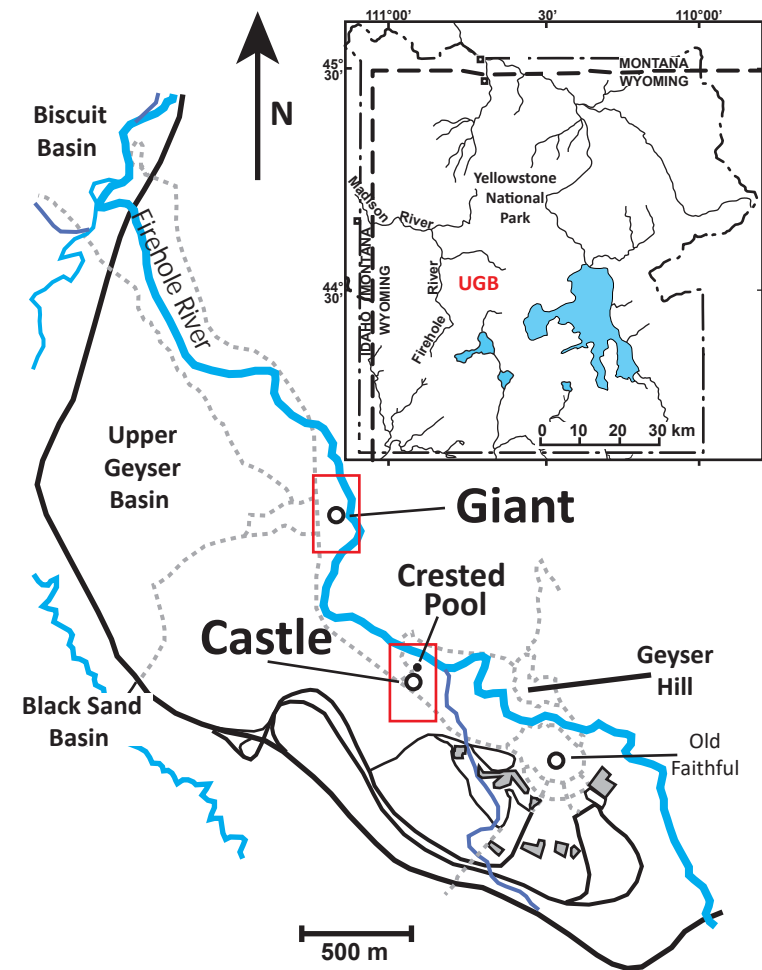 111°00'
30'
110°00'
45°
30'
MONTANA
WYOMING
Yellowstone
National
Park
Madison River
IDAHO
MONTANA
WYOMING
44°
30'
UGB
Firehole River
0 10 20 30 km
N
Biscuit
Basin
Firehole River
Upper
Geyser
Basin
Giant
Crested
Pool
Castle
Geyser
Hill
Black Sand
Basin
Old
Faithful
500 m